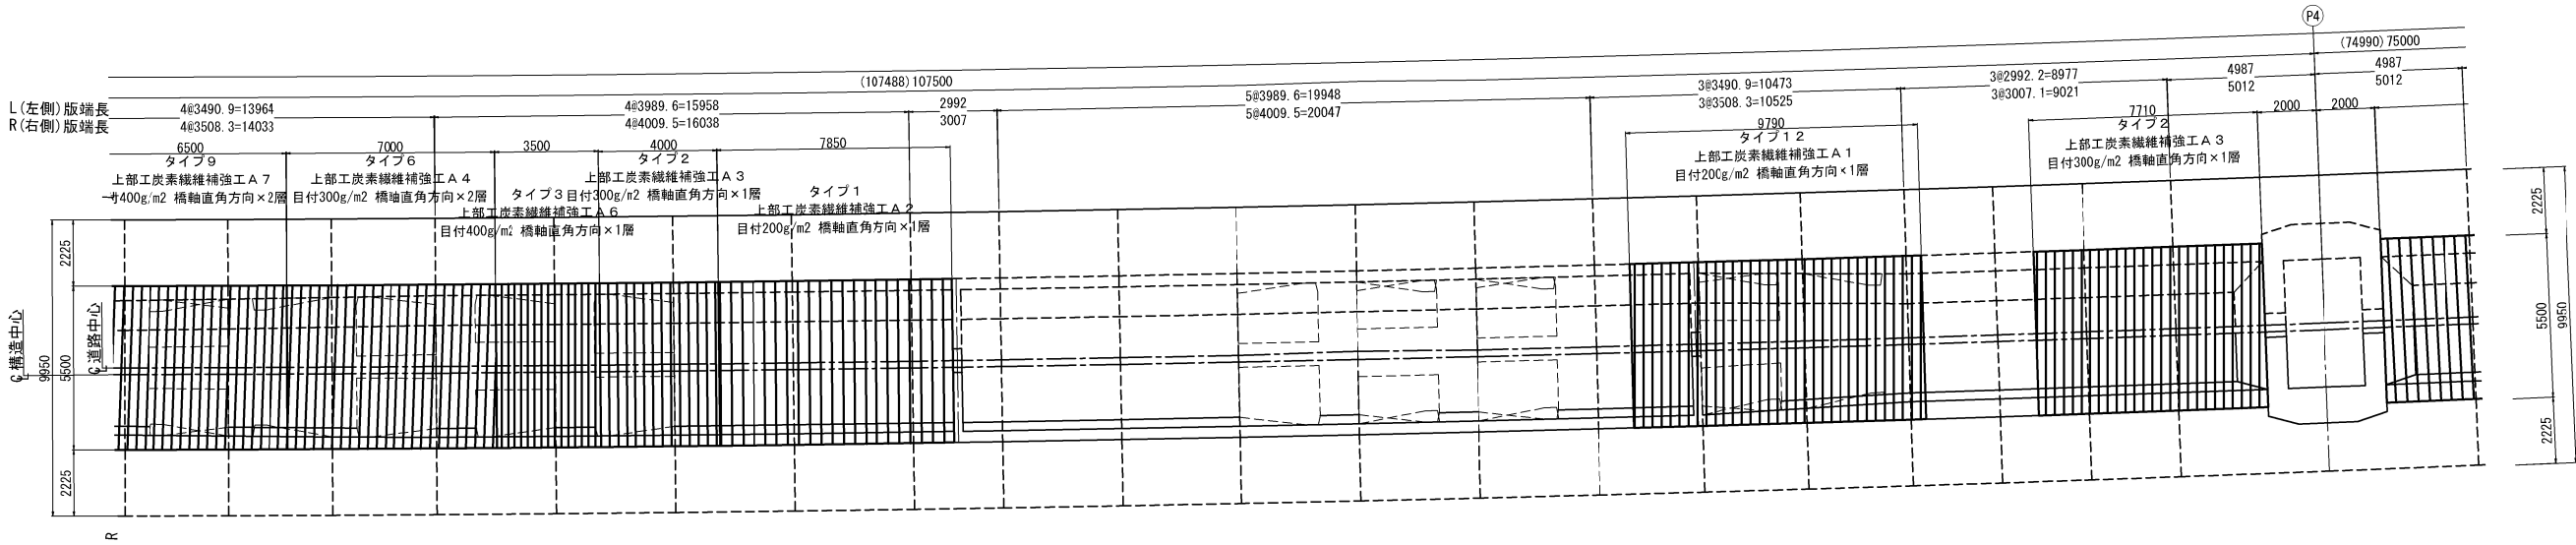 P4
(74990)75000
(107488)107500
L(左側)版端長
4@3490.9=13964
4@3989.6=15958
2992
5@3989.6=19948
3@3490.9=10473
3@2992.2=8977
4987
4987
R(右側)版端長
4@3508.3=14033
4@4009.5=16038
3007
5@4009.5=20047
3@3508.3=10525
3@3007.1=9021
5012
5012
6500
7000
3500
4000
7850
9790
7710
2000
2000
タイプ9
上部工炭素繊維補強工A7
付400g/m2 橋軸直角方向×2層
タイプ6
上部工炭素繊維補強工A4
目付300g/m2 橋軸直角方向×2層
タイプ3
上部工炭素繊維補強工A6
目付400g/m2 橋軸直角方向×1層
タイプ2
上部工炭素繊維補強工A3
目付300g/m2 橋軸直角方向×1層
タイプ1
上部工炭素繊維補強工A2
目付200g/m2 橋軸直角方向×1層
タイプ12
上部工炭素繊維補強工A1
目付200g/m2 橋軸直角方向×1層
タイプ2
上部工炭素繊維補強工A3
目付300g/m2 橋軸直角方向×1層
CL構造中心
9950
2225
5500
2225
CL道路中心
2225
5500
2225
9950
R